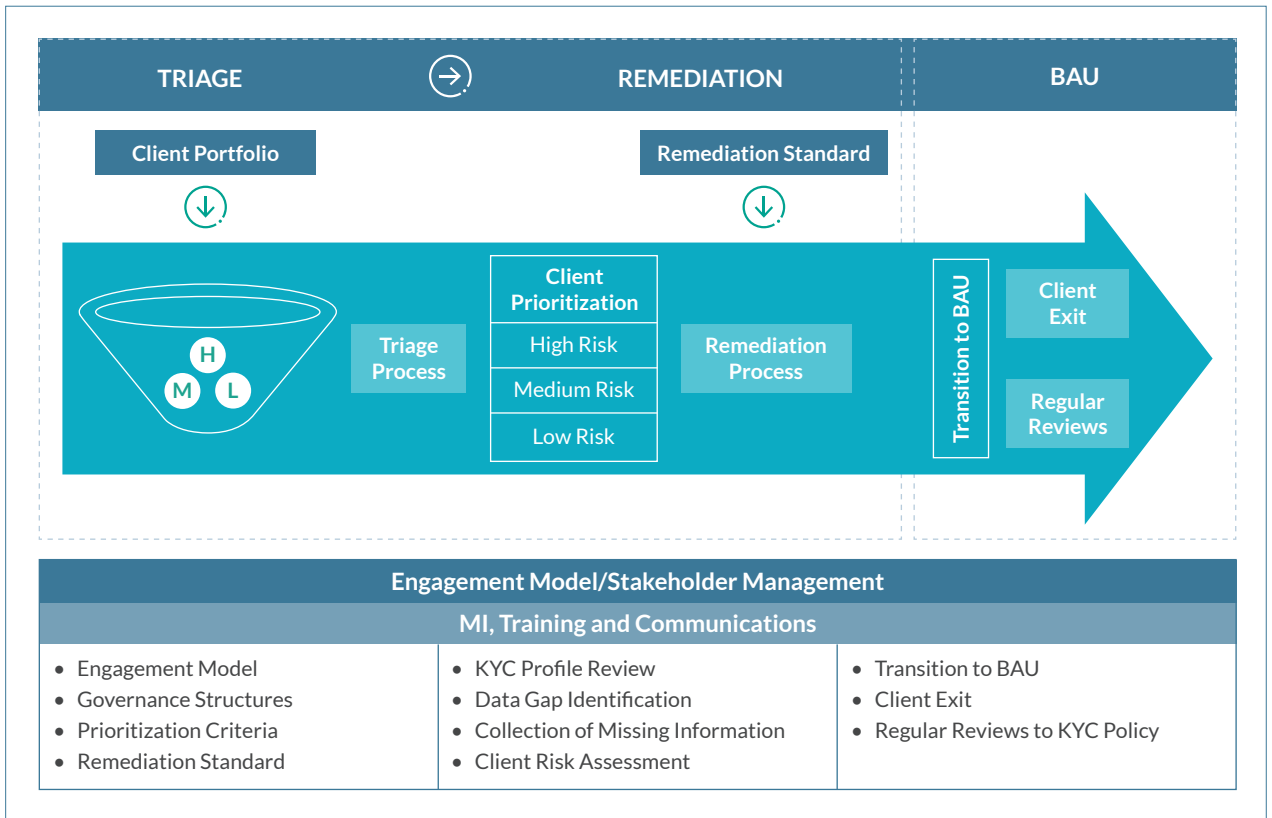 TRIAGE
REMEDIATION
BAU
Client Portfolio
Remediation Standard
H
M
L
Triage
Process
Client
Prioritization
High Risk
Medium Risk
Low Risk
Remediation
Process
Transition to BAU
Client
Exit
Regular
Reviews
Engagement Model/Stakeholder Management
MI, Training and Communications
• Engagement Model
• Governance Structures
• Prioritization Criteria
• Remediation Standard
• KYC Profile Review
• Data Gap Identification
• Collection of Missing Information
• Client Risk Assessment
• Transition to BAU
• Client Exit
• Regular Reviews to KYC Policy